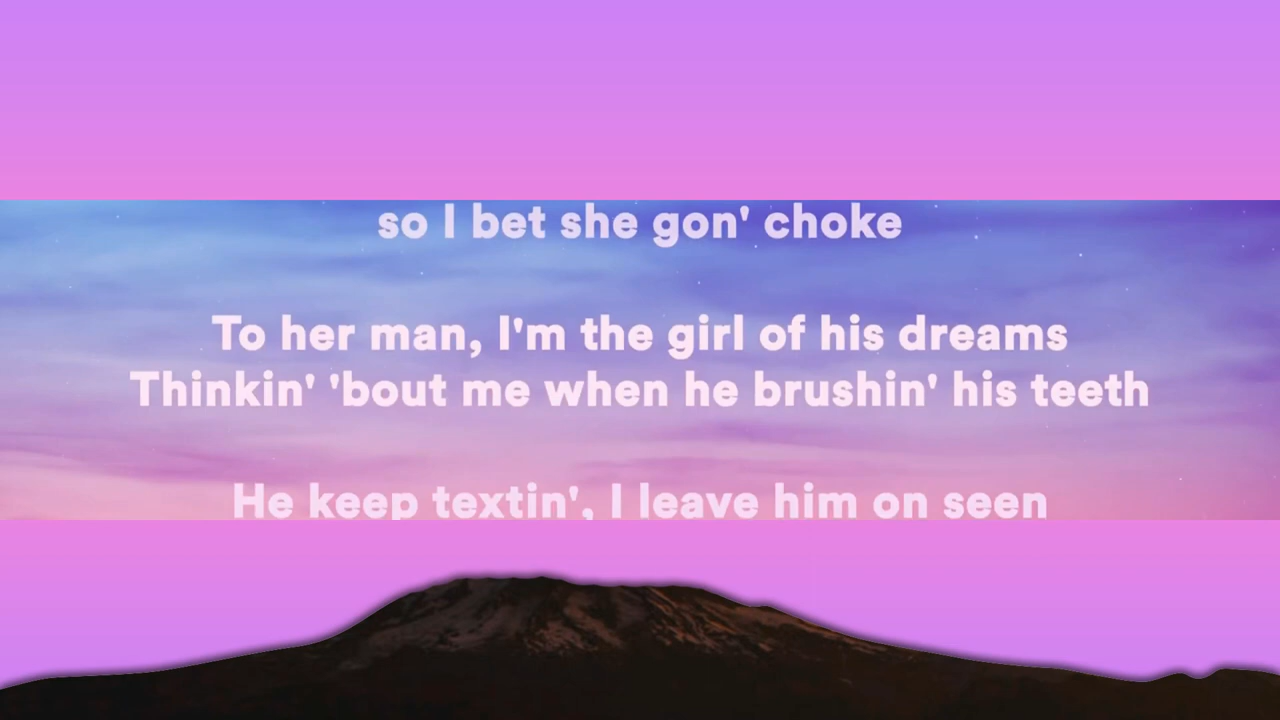 so I bet she gon' choke
To her man, I'm the girl of his dreams
Thinkin' 'bout me when he brushin' his teeth
He keep textin', I leave him on seen